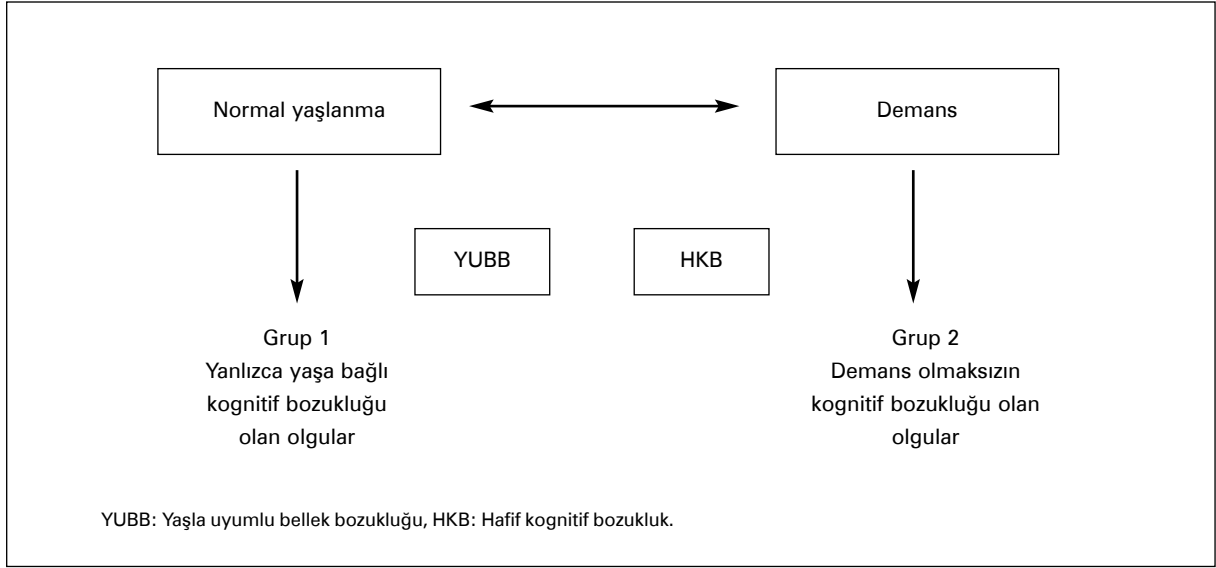 Normal yaşlanma
Demans
YUBB
HKB
Grup 1
Yanlızca yaşa bağlı
kognitif bozukluğu
olan olgular
Grup 2
Demans olmaksızın
kognitif bozukluğu olan
olgular
YUBB: Yaşla uyumlu bellek bozukluğu, HKB: Hafif kognitif bozukluk.